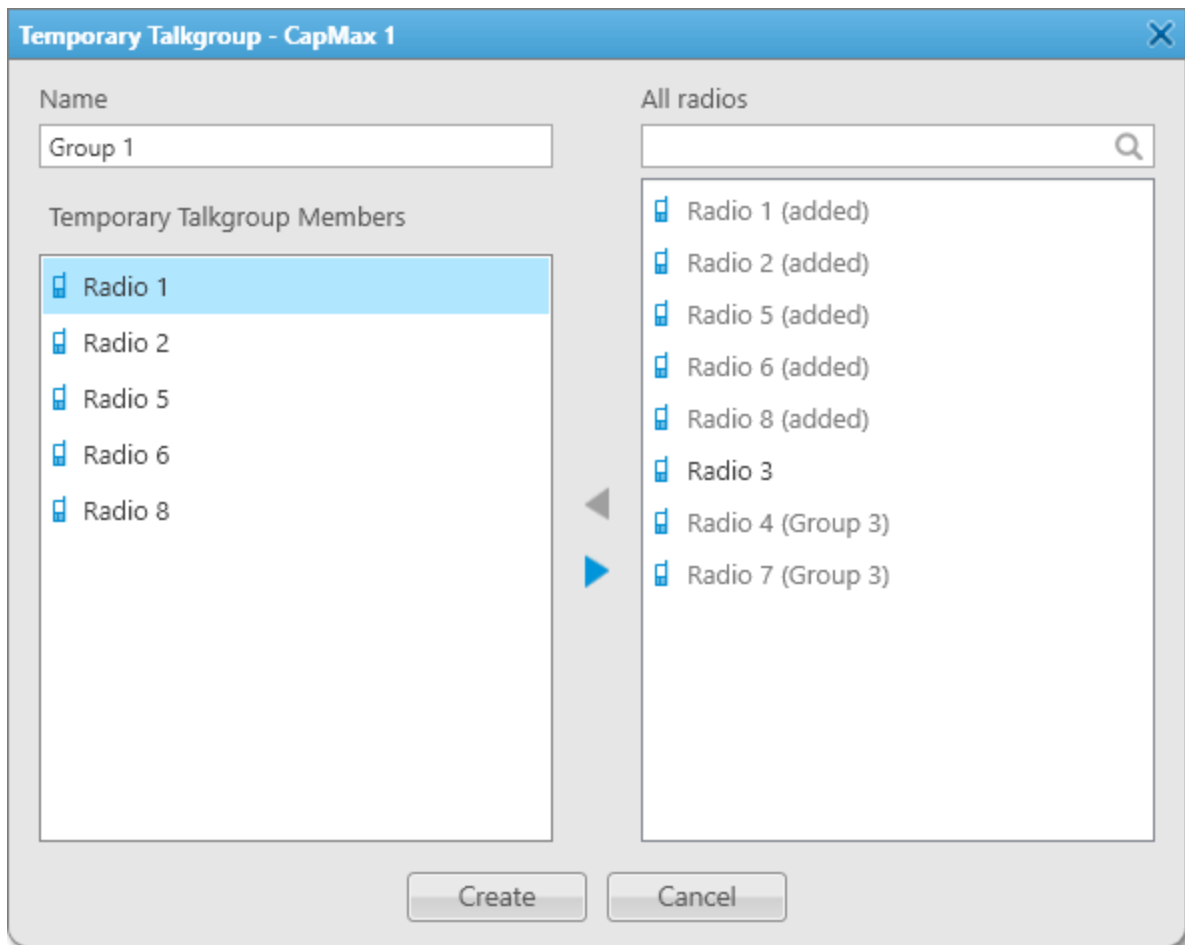 Temporary Talkgroup - CapMax 1
Name
Group 1
Temporary Talkgroup Members
Radio 1
Radio 2
Radio 5
Radio 6
Radio 8
All radios
Radio 1 (added)
Radio 2 (added)
Radio 5 (added)
Radio 6 (added)
Radio 8 (added)
Radio 3
Radio 4 (Group 3)
Radio 7 (Group 3)
Create
Cancel